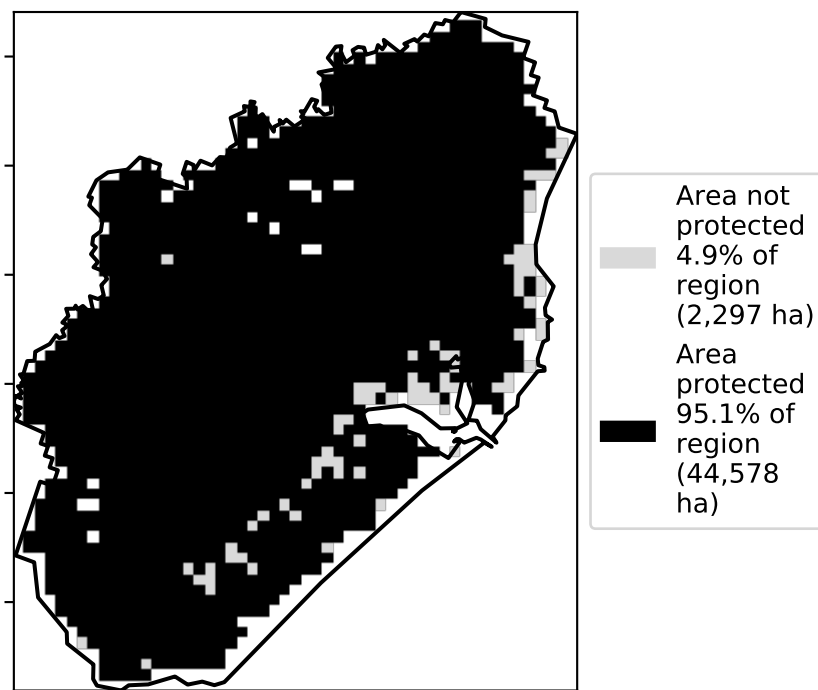 Area not
protected
4.9% of
region
(2,297 ha)
Area
protected
95.1% of
region
(44,578
ha)